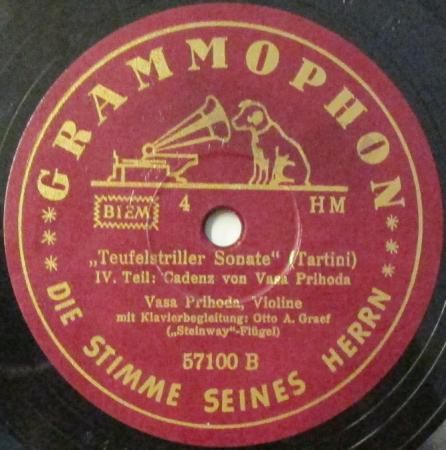 *** GRAMMOPHON ***
BIEM 4 HM
„Teufelstriller Sonate“ (Tartini)
IV. Teil: Cadenz von Vasa Prihoda
Vasa Prihoda, Violine
mit Klavierbegleitung: Otto A. Graef
(„Steinway“-Flügel)
57100 B
DIE STIMME SEINES HERRN